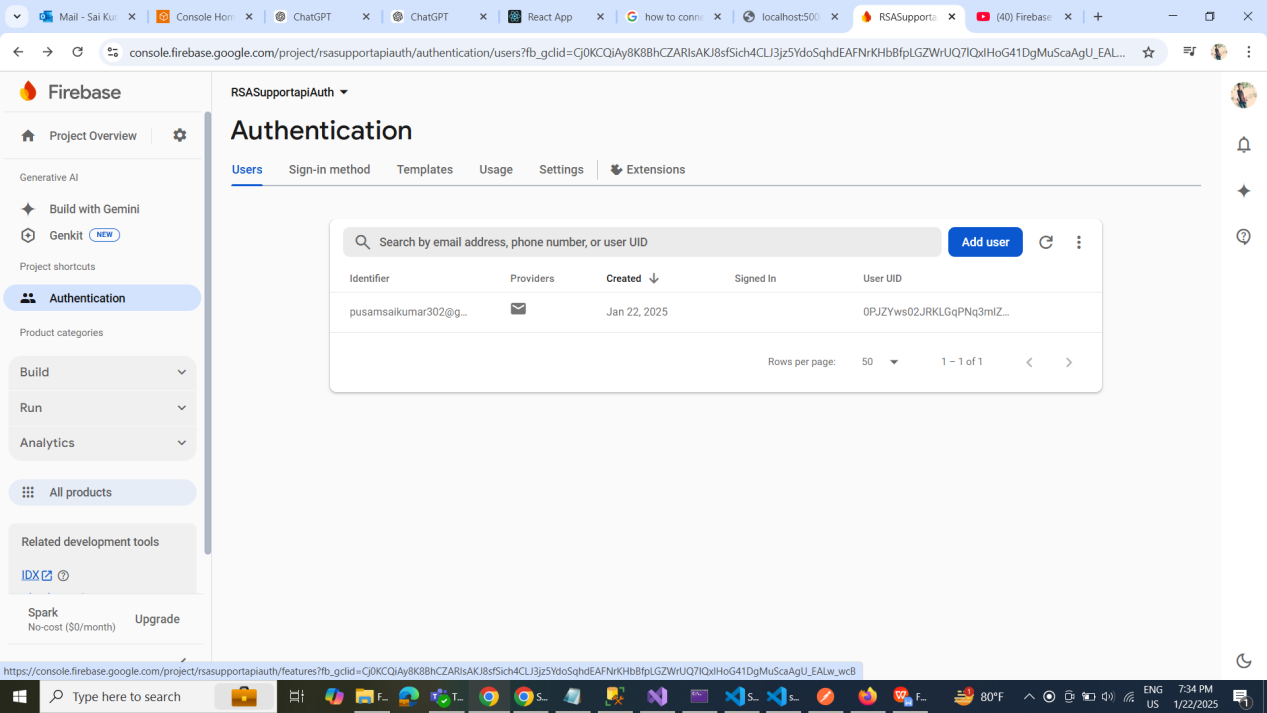 Mail - Sai Kur
Console Hom
ChatGPT
ChatGPT
React App
how to conne
localhost:500
RSASupporta
(40) Firebase
console.firebase.google.com/project/rsasupportapiauth/authentication/users?fb_gclid=Cj0KCQiAy8K8BhCZARIsAKJ8sfSich4CLJ3jz5YdoSqhdEAFNrKHbBfpLGZWrUQ7lQxIHoG41DgMuScaAgU_EAL...
Firebase
RSASupportapiAuth
Project Overview
Authentication
Users
Sign-in method
Templates
Usage
Settings
Extensions
Generative AI
Build with Gemini
Genkit NEW
Project shortcuts
Authentication
Product categories
Build
Run
Analytics
All products
Related development tools
IDX
Spark
No-cost ($0/month)
Upgrade
Search by email address, phone number, or user UID
Add user
Identifier Providers Created Signed In User UID
pusamsaikumar302@g... Jan 22, 2025 0PJZYws02JRKLGqPNq3mlZ...
Rows per page: 50 1 – 1 of 1
https://console.firebase.google.com/project/rsasupportapiauth/features?fb_gclid=Cj0KCQiAy8K8BhCZARIsAKJ8sfSich4CLJ3jz5YdoSqhdEAFNrKHbBfpLGZWrUQ7lQxIHoG41DgMuScaAgU_EALw_wcB
Type here to search
F...
T...
S...
S...
s...
F...
1
80°F
ENG
US
7:34 PM
1/22/2025
1